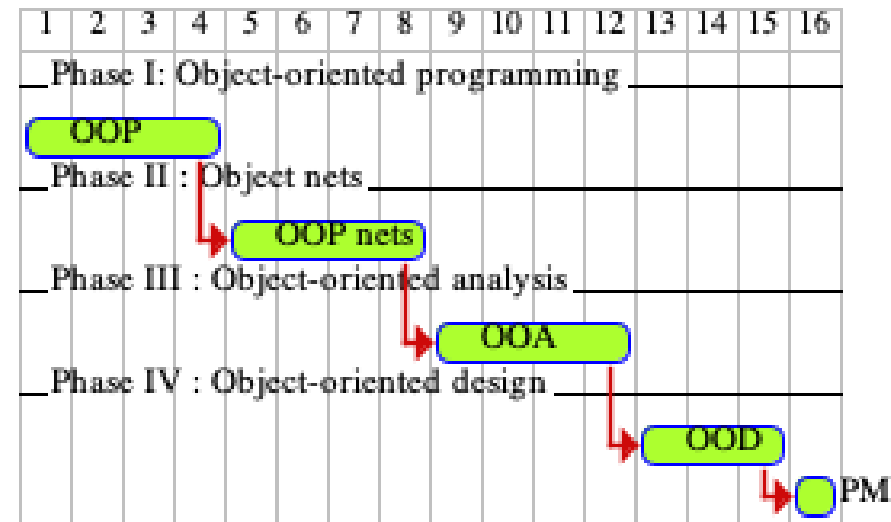 1 2 3 4 5 6 7 8 9 10 11 12 13 14 15 16
Phase I: Object-oriented programming
OOP
Phase II : Object nets
OOP nets
Phase III : Object-oriented analysis
OOA
Phase IV : Object-oriented design
OOD
PM